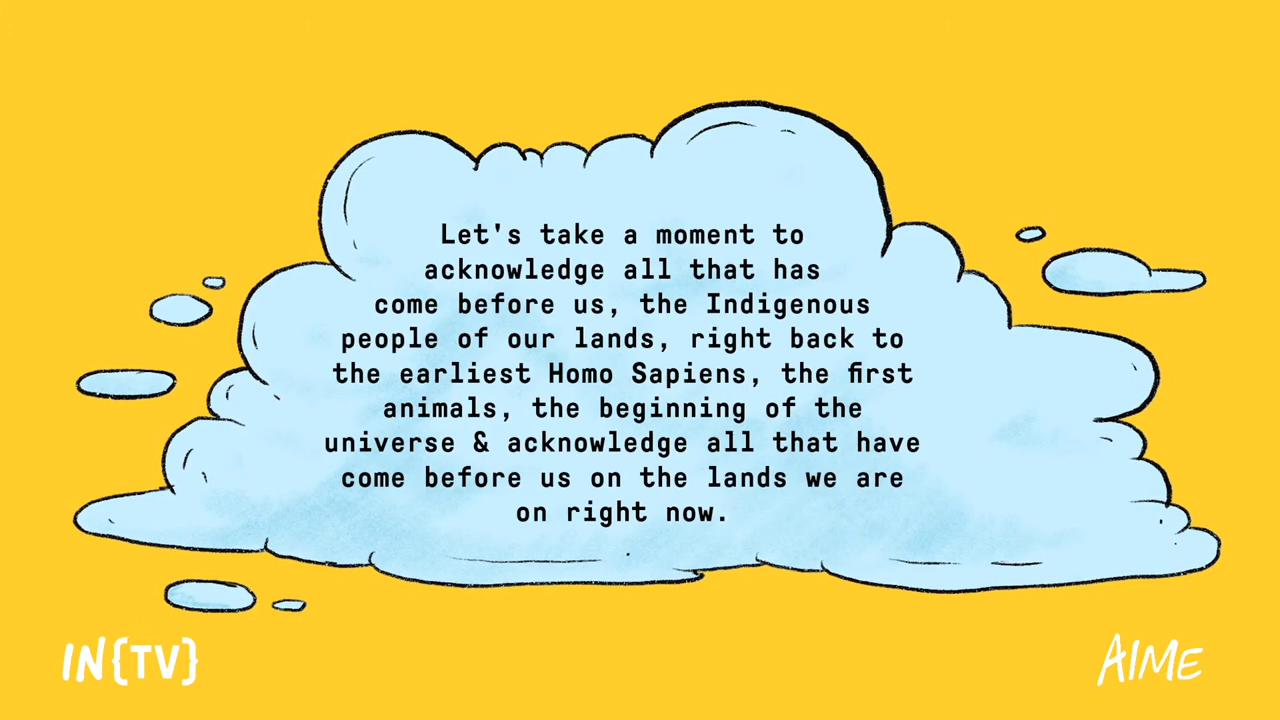 Let's take a moment to
acknowledge all that has
come before us, the Indigenous
people of our lands, right back to
the earliest Homo Sapiens, the first
animals, the beginning of the
universe & acknowledge all that have
come before us on the lands we are
on right now.
IN{TV}
AIME